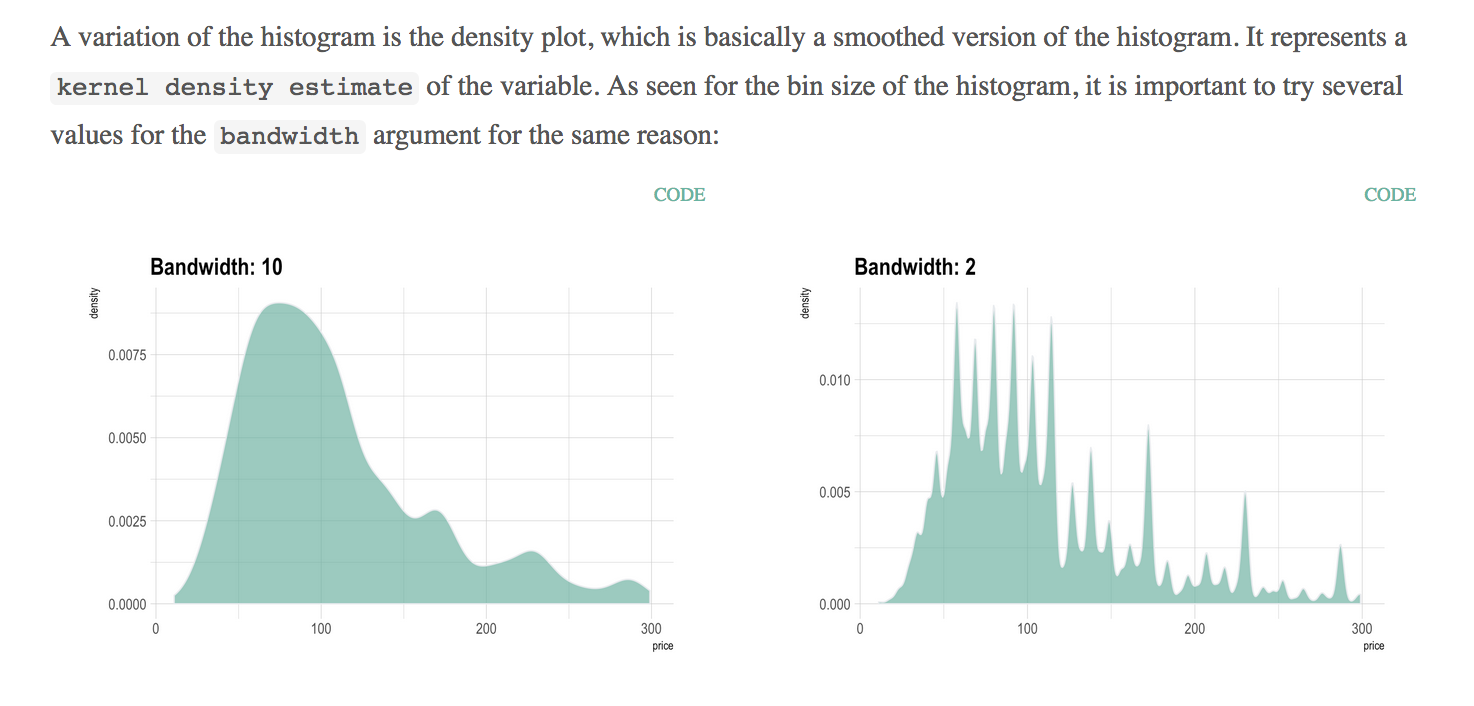 A variation of the histogram is the density plot, which is basically a smoothed version of the histogram. It represents a
kernel density estimate of the variable. As seen for the bin size of the histogram, it is important to try several
values for the bandwidth argument for the same reason:
CODE
Bandwidth: 10
density
0.0075
0.0050
0.0025
0.0000
0 100 200 300
price
CODE
Bandwidth: 2
density
0.010
0.005
0.000
0 100 200 300
price